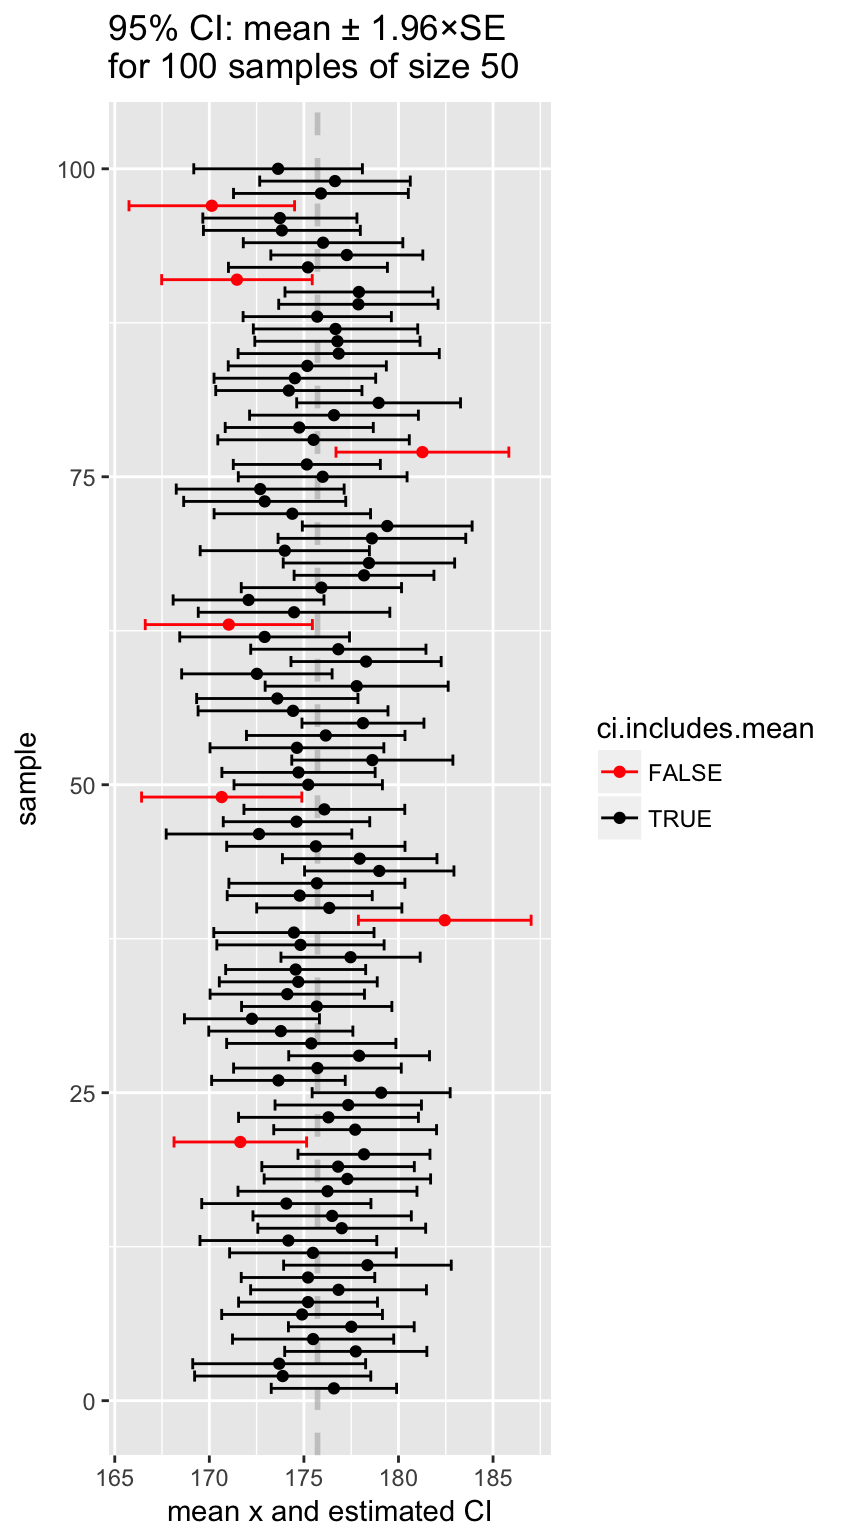 95% CI: mean ± 1.96×SE
for 100 samples of size 50
100
75
50
25
0
sample
165 170 175 180 185
mean x and estimated CI
ci.includes.mean
FALSE
TRUE